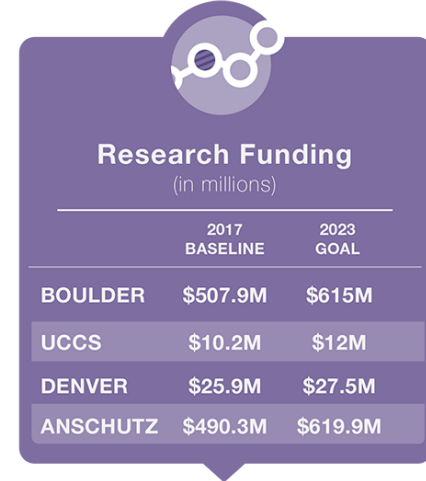 Research Funding
(in millions)
2017 BASELINE 2023 GOAL
BOULDER $507.9M $615M
UCCS $10.2M $12M
DENVER $25.9M $27.5M
ANSCHUTZ $490.3M $619.9M